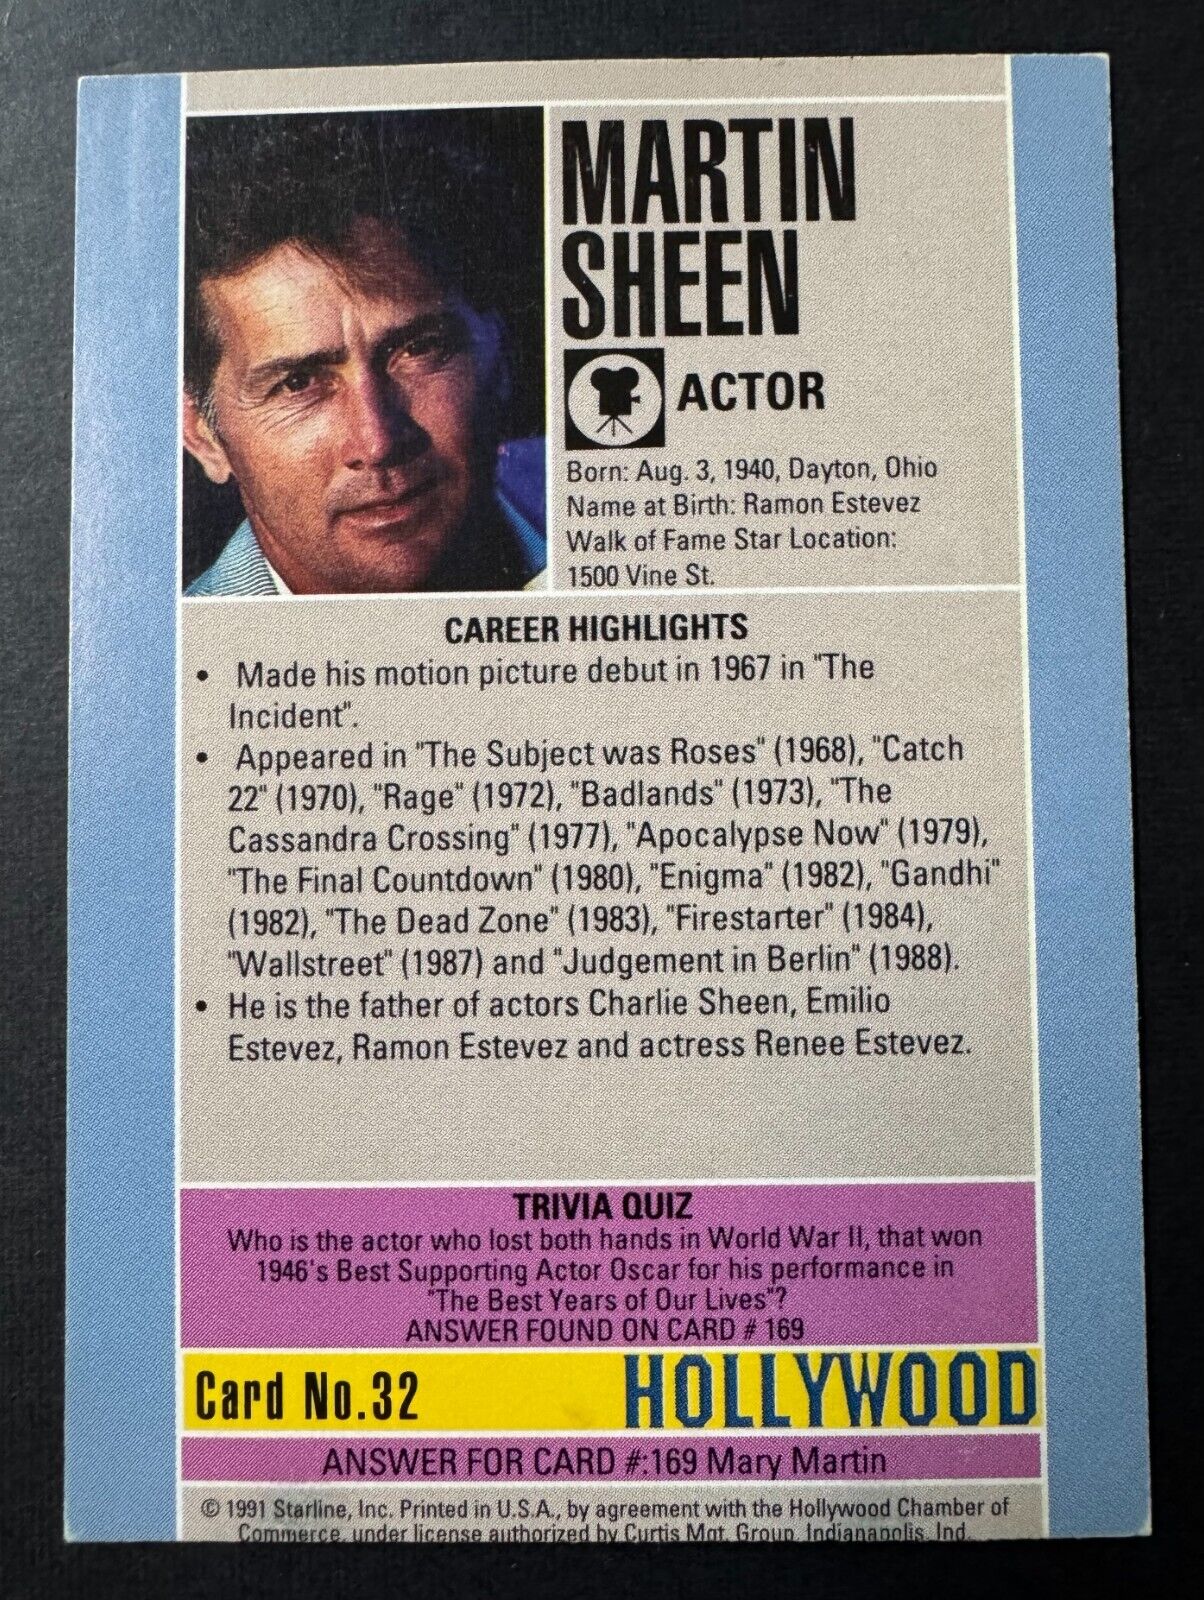 MARTIN
SHEEN
ACTOR
Born: Aug. 3, 1940, Dayton, Ohio
Name at Birth: Ramon Estevez
Walk of Fame Star Location:
1500 Vine St.
CAREER HIGHLIGHTS
• Made his motion picture debut in 1967 in "The
Incident".
• Appeared in "The Subject was Roses" (1968), "Catch
22" (1970), "Rage" (1972), "Badlands" (1973), "The
Cassandra Crossing" (1977), "Apocalypse Now" (1979),
"The Final Countdown" (1980), "Enigma" (1982), "Gandhi"
(1982), "The Dead Zone" (1983), "Firestarter" (1984),
"Wallstreet" (1987) and "Judgement in Berlin" (1988).
• He is the father of actors Charlie Sheen, Emilio
Estevez, Ramon Estevez and actress Renee Estevez.
TRIVIA QUIZ
Who is the actor who lost both hands in World War II, that won
1946's Best Supporting Actor Oscar for his performance in
"The Best Years of Our Lives"?
ANSWER FOUND ON CARD # 169
Card No.32 HOLLYWOOD
ANSWER FOR CARD #:169 Mary Martin
© 1991 Starline, Inc. Printed in U.S.A., by agreement with the Hollywood Chamber of
Commerce, under license authorized by Curtis Mgt. Group, Indianapolis, Ind.